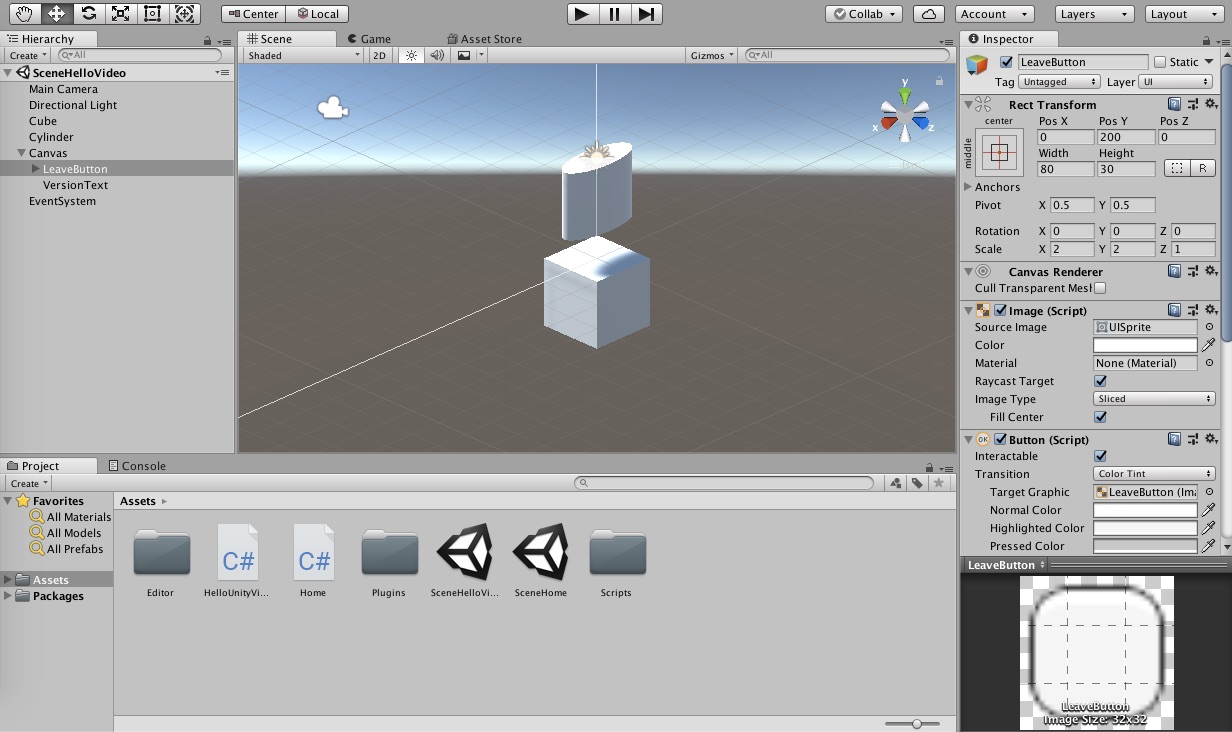 Center Local Collab Account Layers Layout
Hierarchy
Create All
SceneHelloVideo
Main Camera
Directional Light
Cube
Cylinder
Canvas
LeaveButton
VersionText
EventSystem
Scene Game Asset Store
Shaded 2D Gizmos All
y
x z
Inspector
LeaveButton Static
Tag Untagged Layer UI
Rect Transform
center Pos X Pos Y Pos Z
middle 0 200 0
Width Height
80 30 R
Anchors
Pivot X 0.5 Y 0.5
Rotation X 0 Y 0 Z 0
Scale X 2 Y 2 Z 1
Canvas Renderer
Cull Transparent Mesh
Image (Script)
Source Image UISprite
Color
Material None (Material)
Raycast Target
Image Type Sliced
Fill Center
OK Button (Script)
Interactable
Transition Color Tint
Target Graphic LeaveButton (Ima
Normal Color
Highlighted Color
Pressed Color
LeaveButton
LeaveButton
Image Size: 32x32
Project Console
Create
Favorites
All Materials
All Models
All Prefabs
Assets
Packages
Assets
C# C#
Editor HelloUnityVi... Home Plugins SceneHelloVi... SceneHome Scripts